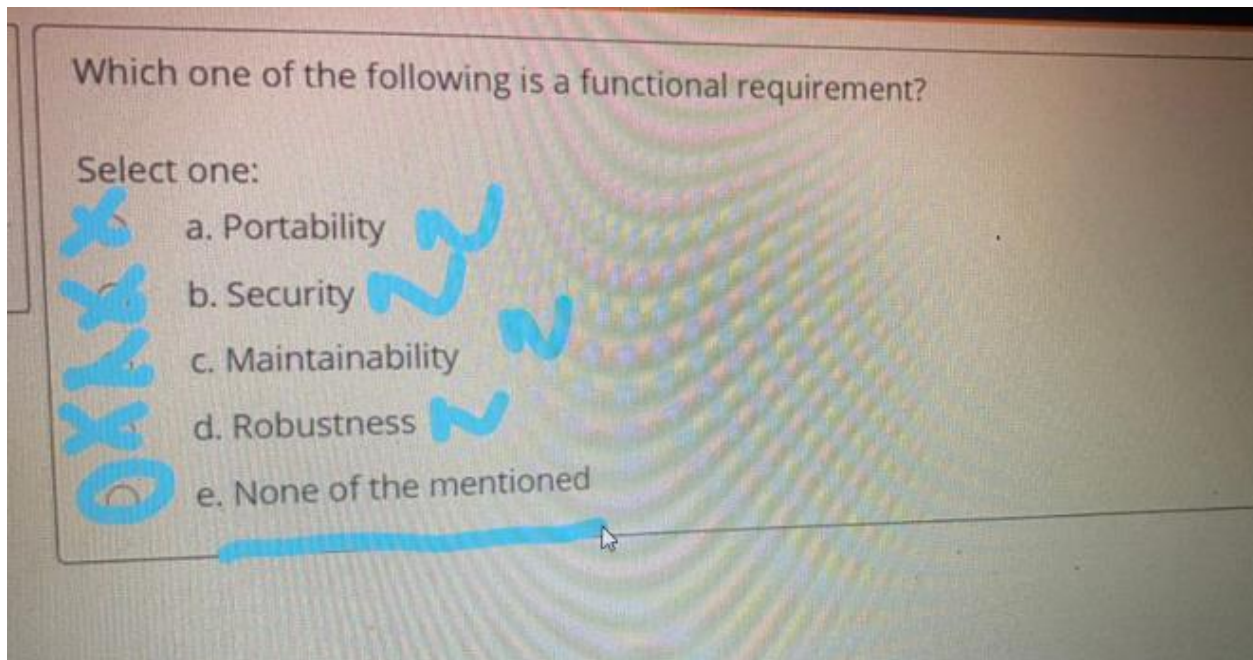 Which one of the following is a functional requirement?
Select one:
a. Portability
b. Security
c. Maintainability
d. Robustness
e. None of the mentioned